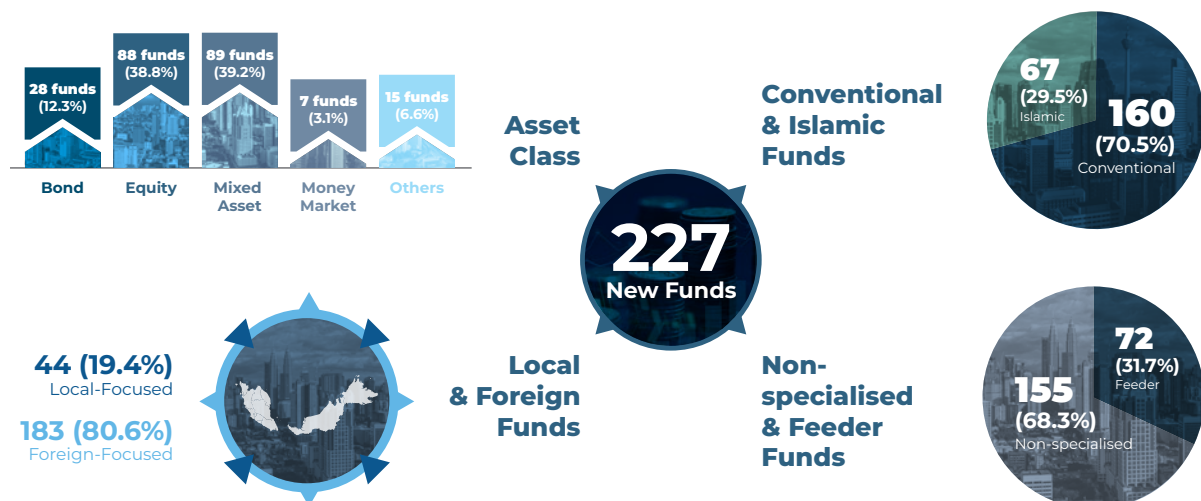 28 funds
(12.3%)
Bond
88 funds
(38.8%)
Equity
89 funds
(39.2%)
Mixed
Asset
7 funds
(3.1%)
Money
Market
15 funds
(6.6%)
Others
Asset
Class
Conventional
& Islamic
Funds
67
(29.5%)
Islamic
160
(70.5%)
Conventional
227
New Funds
44 (19.4%)
Local-Focused
183 (80.6%)
Foreign-Focused
Local
& Foreign
Funds
Non-
specialised
& Feeder
Funds
72
(31.7%)
Feeder
155
(68.3%)
Non-specialised